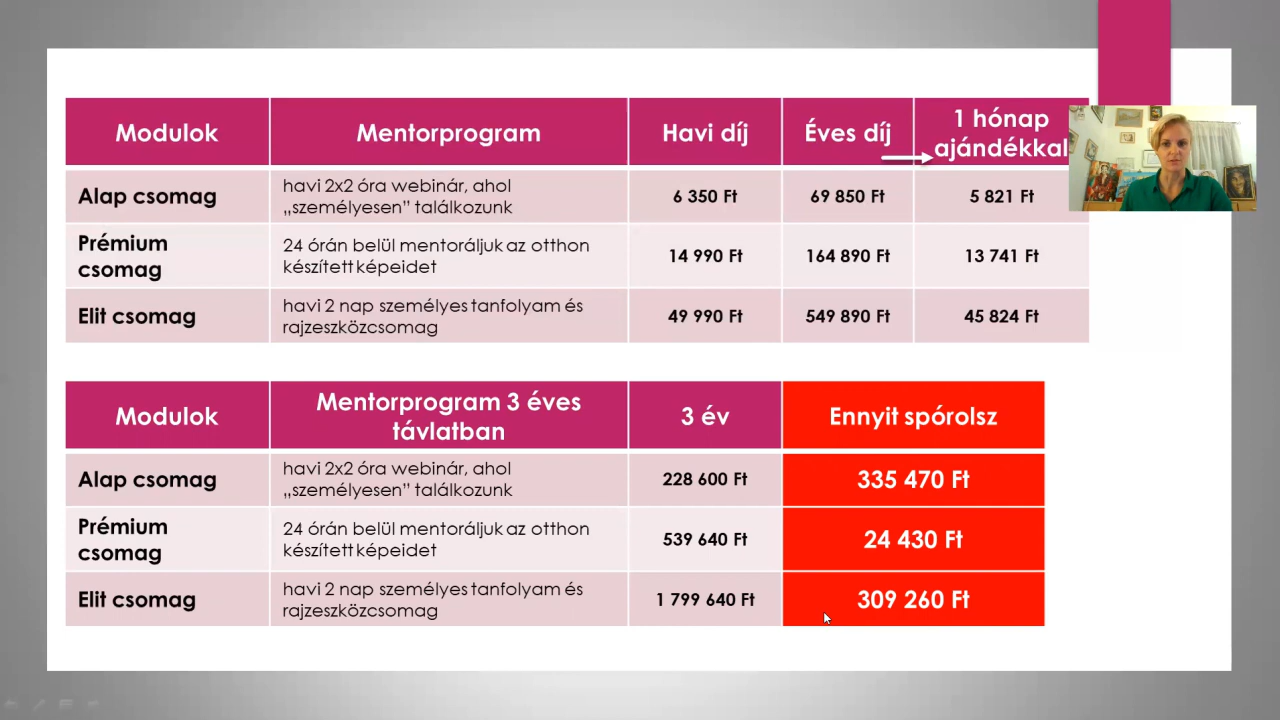 Modulok
Mentorprogram
Havi díj
Éves díj
1 hónap
ajándékkal
Alap csomag
havi 2x2 óra webinár, ahol
„személyesen” találkozunk
6 350 Ft
69 850 Ft
5 821 Ft
Prémium
csomag
24 órán belül mentoráljuk az otthon
készített képeidet
14 990 Ft
164 890 Ft
13 741 Ft
Elit csomag
havi 2 nap személyes tanfolyam és
rajzeszközcsomag
49 990 Ft
549 890 Ft
45 824 Ft
Modulok
Mentorprogram 3 éves
távlatban
3 év
Ennyit spórolsz
Alap csomag
havi 2x2 óra webinár, ahol
„személyesen” találkozunk
228 600 Ft
335 470 Ft
Prémium
csomag
24 órán belül mentoráljuk az otthon
készített képeidet
539 640 Ft
24 430 Ft
Elit csomag
havi 2 nap személyes tanfolyam és
rajzeszközcsomag
1 799 640 Ft
309 260 Ft